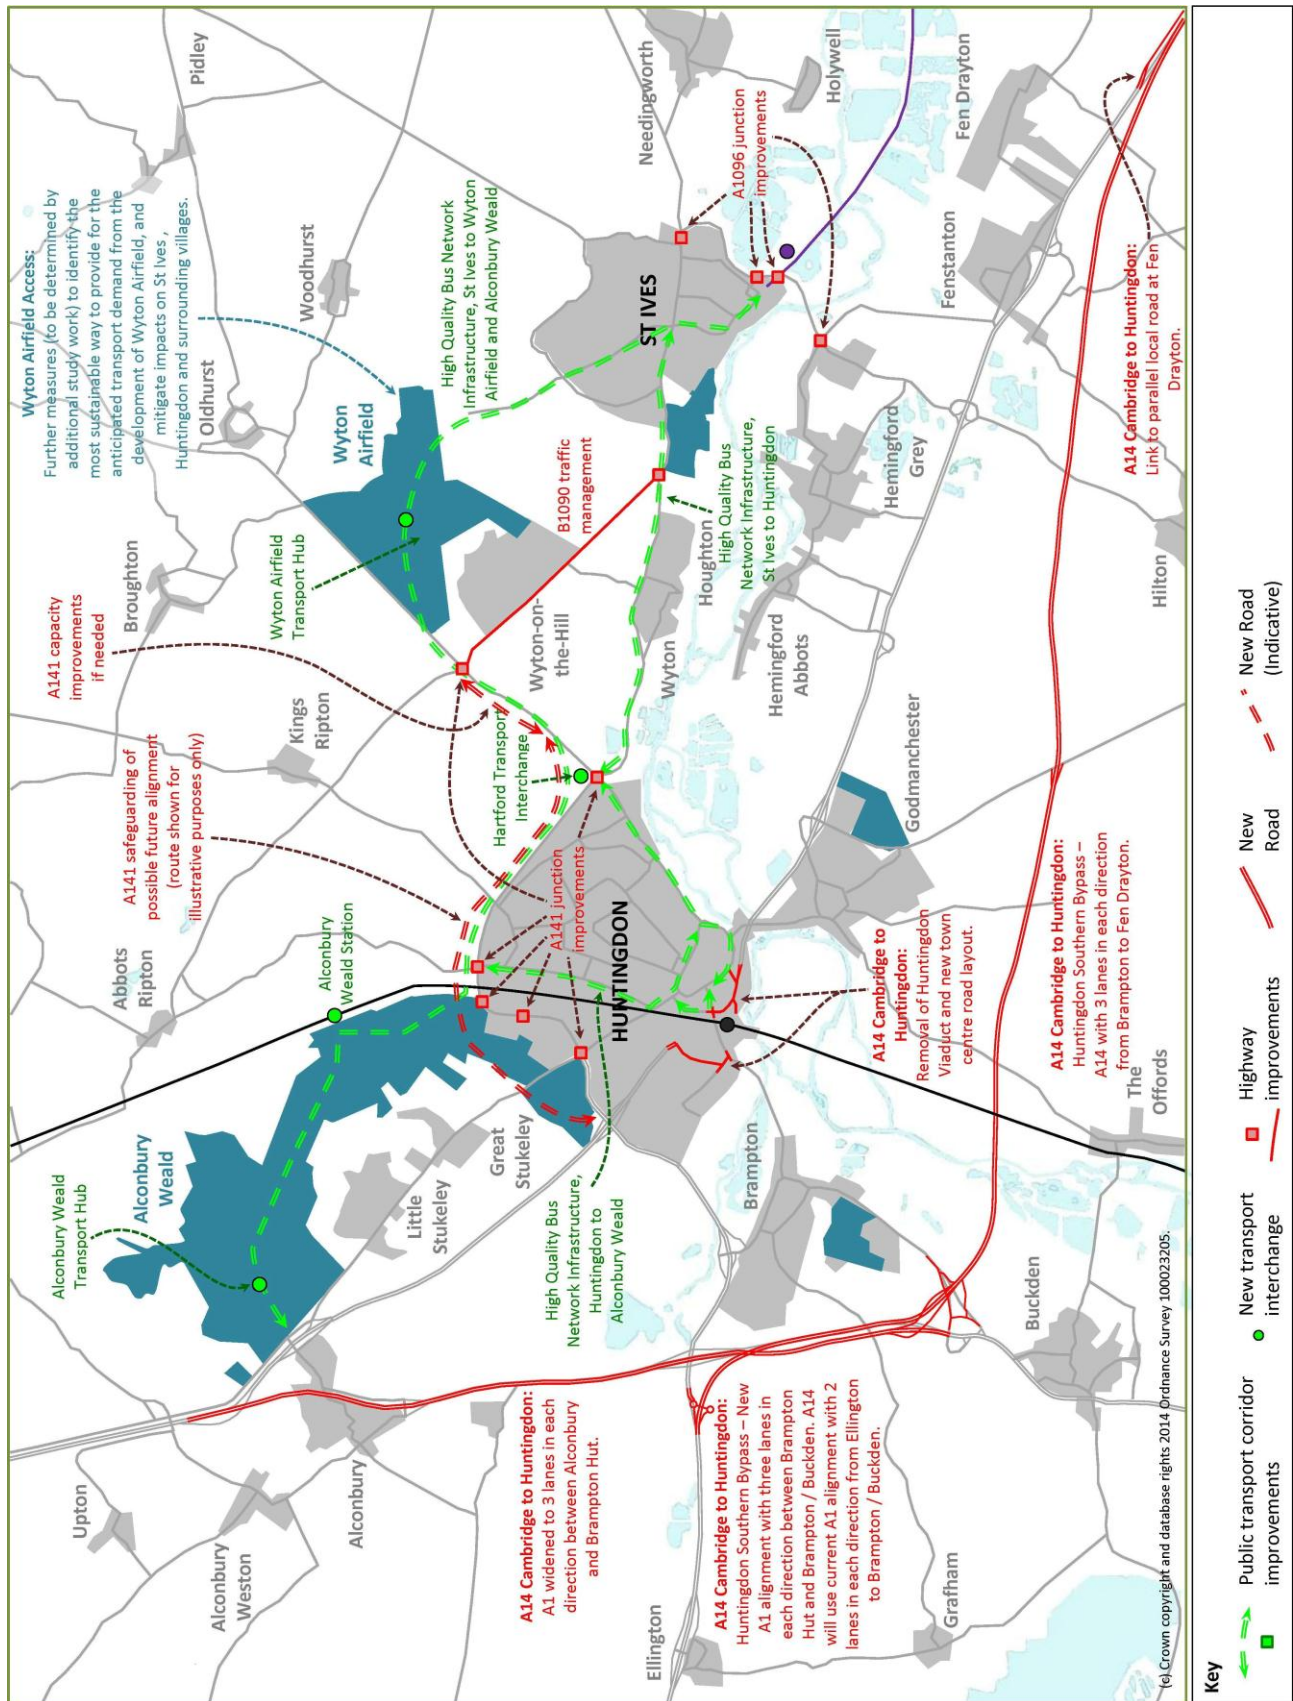 Upton
Alconbury
Weston
Alconbury
Ellington
Grafham
Alconbury Weald
Transport Hub
Alconbury
Weald
Little
Stukeley
Great
Stukeley
High Quality Bus
Network Infrastructure,
Huntingdon to
Alconbury Weald
A14 Cambridge to Huntingdon:
A1 widened to 3 lanes in each
direction between Alconbury
and Brampton Hut.
A14 Cambridge to Huntingdon:
Huntingdon Southern Bypass – New
A1 alignment with three lanes in
each direction between Brampton
Hut and Brampton / Buckden. A14
will use current A1 alignment with 2
lanes in each direction from Ellington
to Brampton / Buckden.
Brampton
Buckden
The
Offords
Abbots
Ripton
Alconbury
Weald Station
A141 safeguarding of
possible future alignment
(route shown for
illustrative purposes only)
Kings
Ripton
A141 capacity
improvements
if needed
Broughton
HUNTINGDON
A141 junction
improvements
Hartford Transport
Interchange
A14 Cambridge to
Huntingdon:
Removal of Huntingdon
Viaduct and new town
centre road layout.
Godmanchester
A14 Cambridge to Huntingdon:
Huntingdon Southern Bypass –
A14 with 3 lanes in each direction
from Brampton to Fen Drayton.
Wyton Airfield
Transport Hub
Wyton
Airfield
Wyton-on-
the-Hill
B1090 traffic
management
Wyton
Houghton
Hemingford
Abbots
Hemingford
Grey
Hilton
High Quality Bus
Network Infrastructure,
St Ives to Huntingdon
Wyton Airfield Access:
Further measures (to be determined by
additional study work) to identify the
most sustainable way to provide for the
anticipated transport demand from the
development of Wyton Airfield, and
mitigate impacts on St Ives ,
Huntingdon and surrounding villages.
Oldhurst
Woodhurst
Pidley
High Quality Bus Network
Infrastructure, St Ives to Wyton
Airfield and Alconbury Weald
ST IVES
Needingworth
A1096 junction
improvements
Holywell
Fen Drayton
Fenstanton
A14 Cambridge to Huntingdon:
Link to parallel local road at Fen
Drayton.
(c) Crown copyright and database rights 2014 Ordnance Survey 100023205.
Key
Public transport corridor
improvements
New transport
interchange
Highway
improvements
New
Road
New Road
(Indicative)